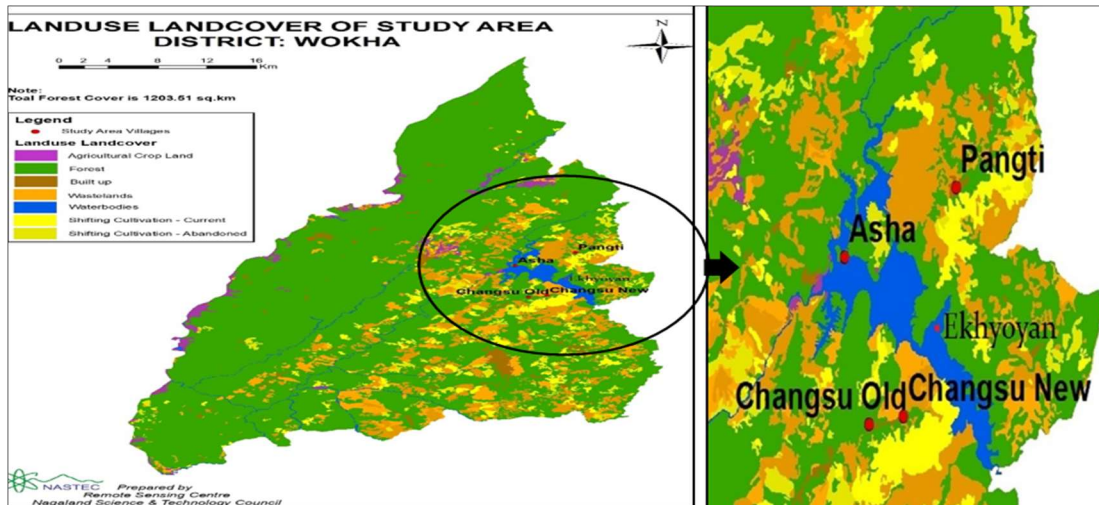 LANDUSE LANDCOVER OF STUDY AREA
DISTRICT: WOKHA
N
0 2 4 8 12 16
Km
Note:
Toal Forest Cover is 1203.51 sq.km
Legend
Study Area Villages
Landuse Landcover
Agricultural Crop Land
Forest
Built up
Wastelands
Waterbodies
Shifting Cultivation - Current
Shifting Cultivation - Abandoned
Pangti
Asha
Ekhyoyan
Changsu Old Changsu New
NASTEC
Prepared by
Remote Sensing Centre
Nagaland Science & Technology Council
Pangti
Asha
Ekhyoyan
Changsu Old Changsu New